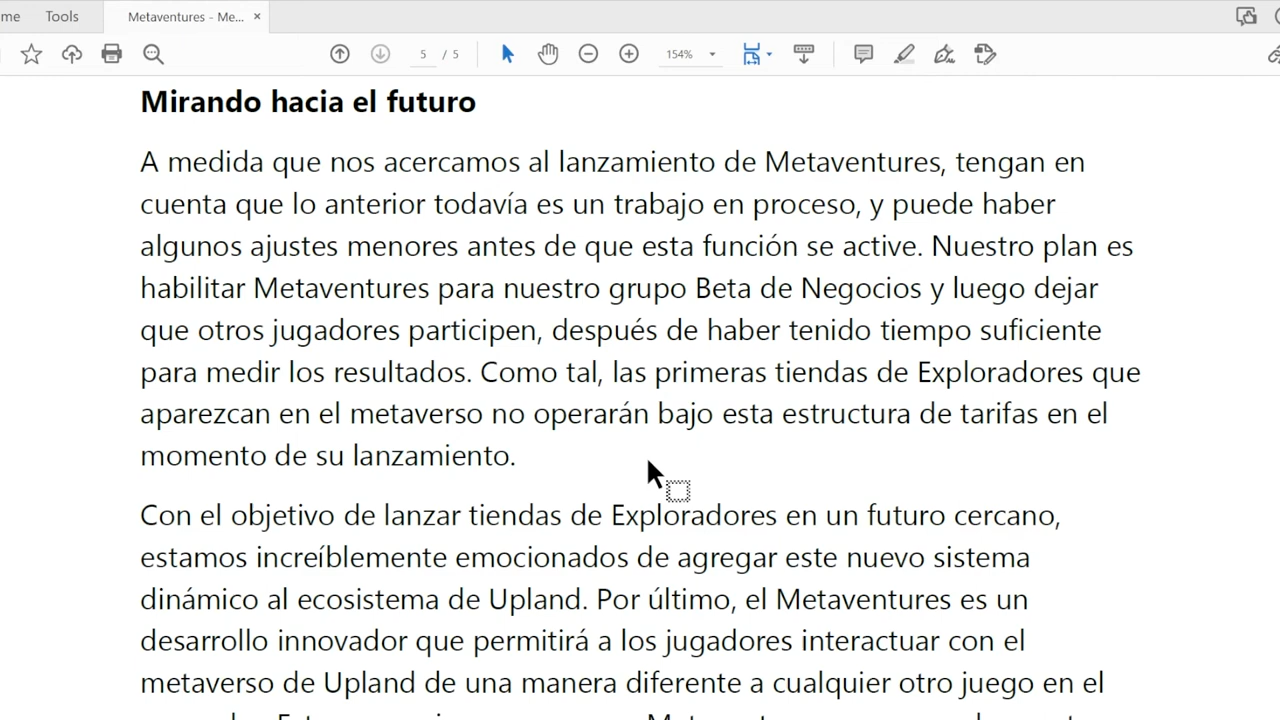 me Tools Metaventures - Me... ×
5 / 5 154%
Mirando hacia el futuro
A medida que nos acercamos al lanzamiento de Metaventures, tengan en
cuenta que lo anterior todavía es un trabajo en proceso, y puede haber
algunos ajustes menores antes de que esta función se active. Nuestro plan es
habilitar Metaventures para nuestro grupo Beta de Negocios y luego dejar
que otros jugadores participen, después de haber tenido tiempo suficiente
para medir los resultados. Como tal, las primeras tiendas de Exploradores que
aparezcan en el metaverso no operarán bajo esta estructura de tarifas en el
momento de su lanzamiento.
Con el objetivo de lanzar tiendas de Exploradores en un futuro cercano,
estamos increíblemente emocionados de agregar este nuevo sistema
dinámico al ecosistema de Upland. Por último, el Metaventures es un
desarrollo innovador que permitirá a los jugadores interactuar con el
metaverso de Upland de una manera diferente a cualquier otro juego en el